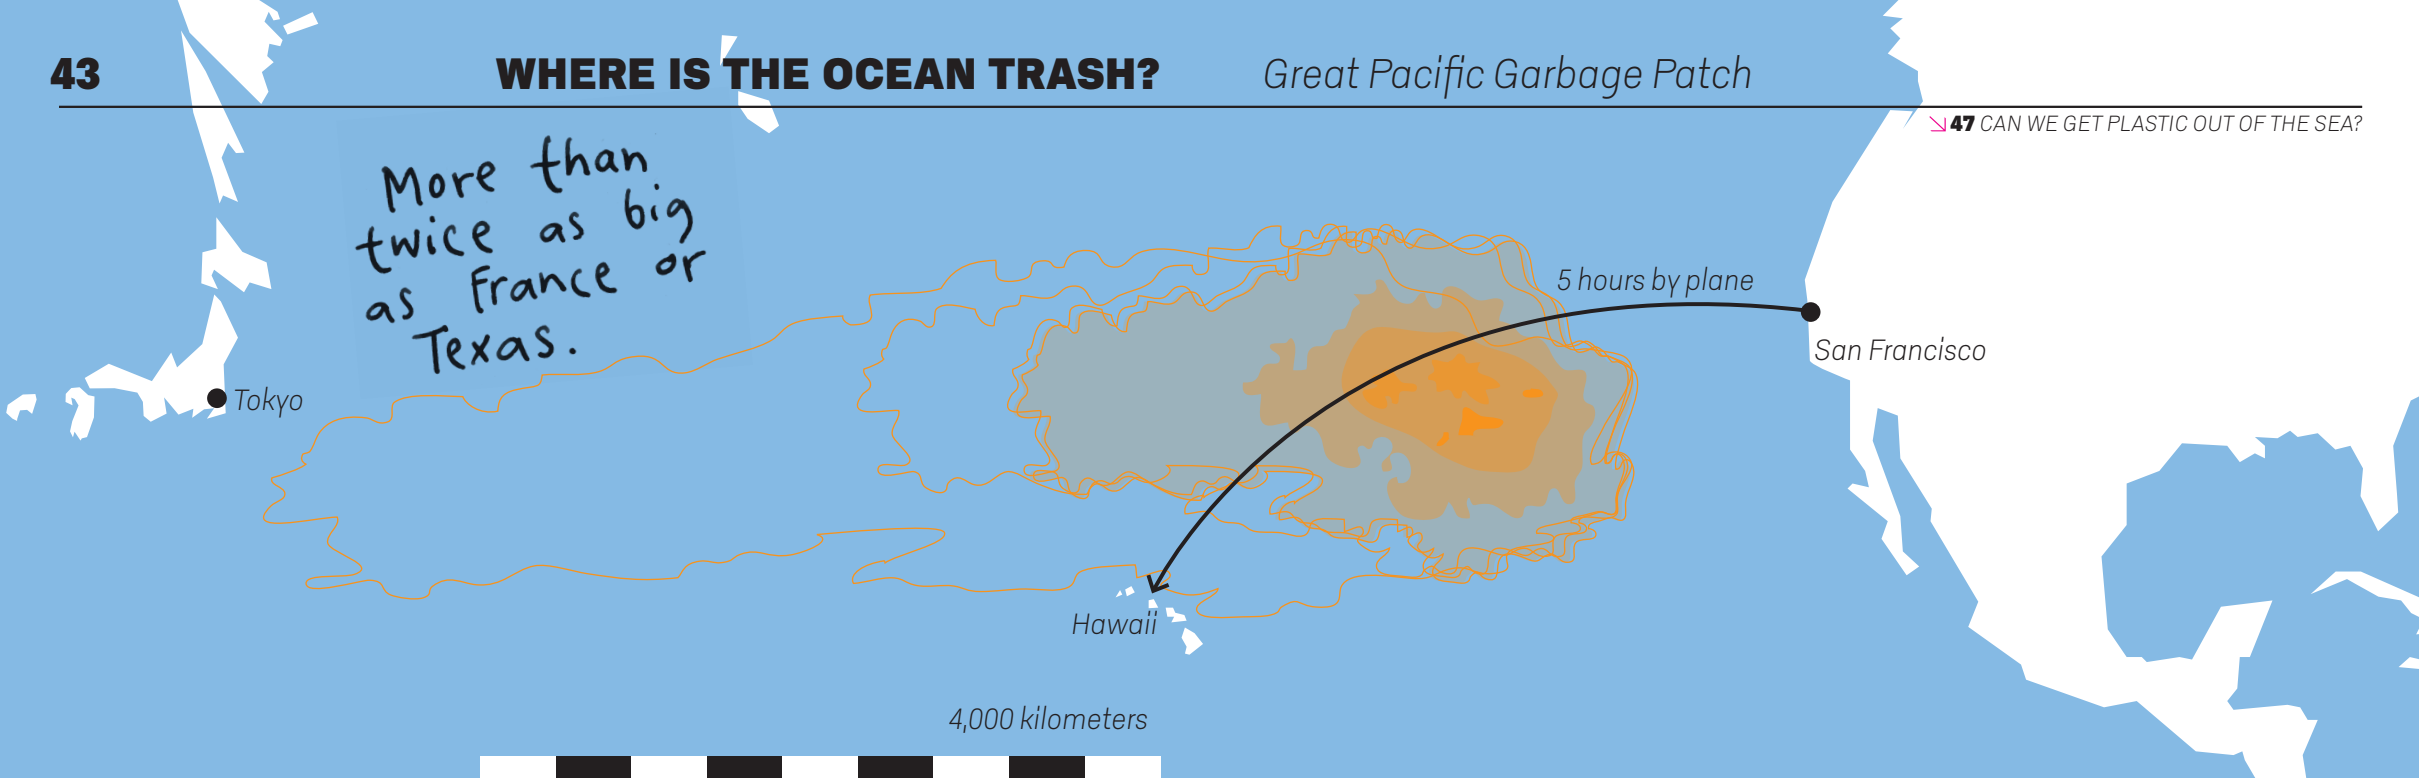 43 WHERE IS THE OCEAN TRASH? Great Pacific Garbage Patch
↘47 CAN WE GET PLASTIC OUT OF THE SEA?
More than
twice as big
as France or
Texas.
5 hours by plane
San Francisco
Tokyo
Hawaii
4,000 kilometers